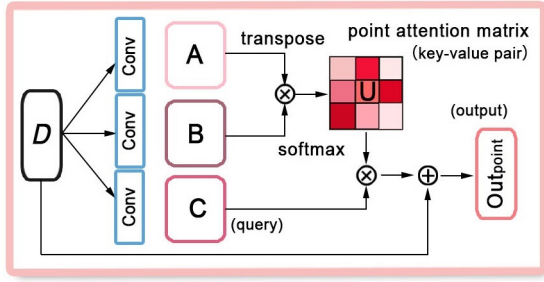 point attention matrix
(key-value pair)
transpose
Conv
A
D
Conv
B
U
softmax
(output)
Conv
C
(query)
Outpoint